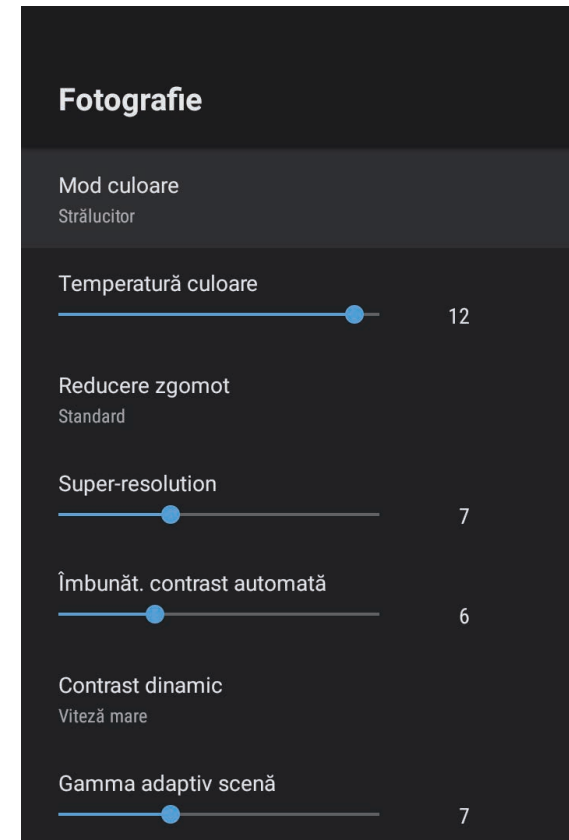 Fotografie
Mod culoare
Strălucitor
Temperatură culoare
12
Reducere zgomot
Standard
Super-resolution
7
Îmbunăt. contrast automată
6
Contrast dinamic
Viteză mare
Gamma adaptiv scenă
7